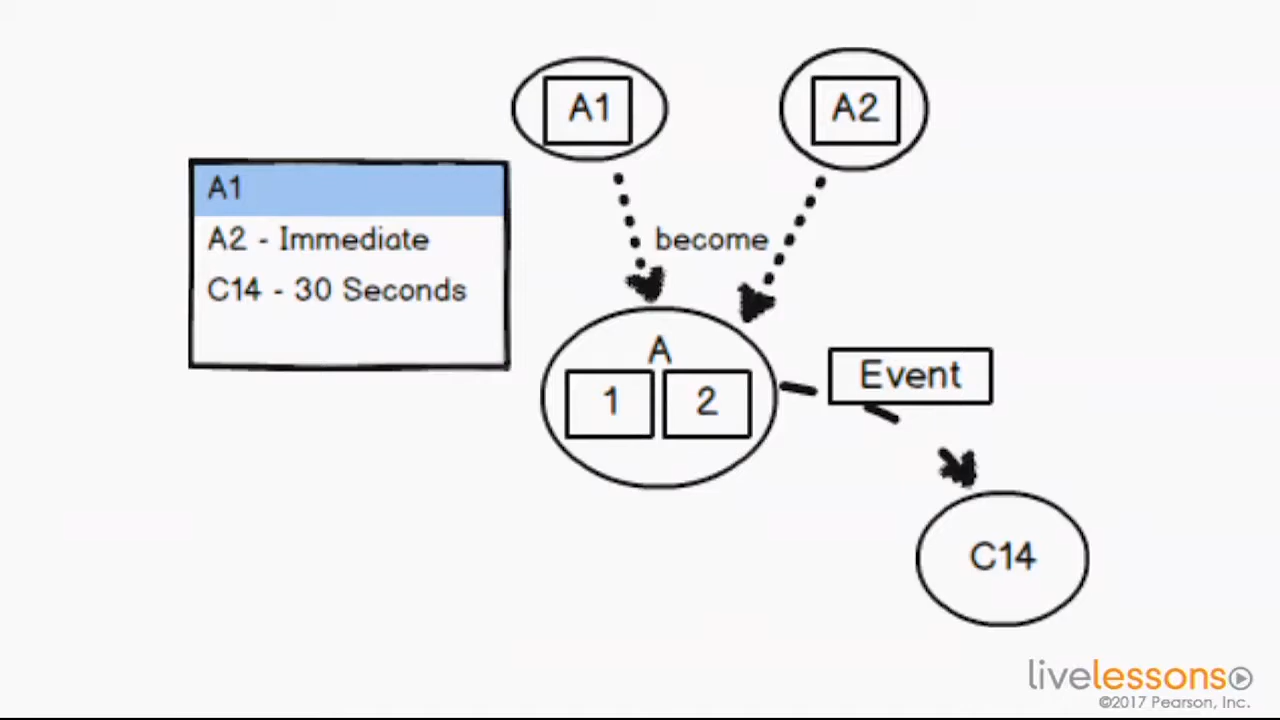 A1
A2
A1
A2 - Immediate
C14 - 30 Seconds
become
A
1 2
Event
C14
livelessons
©2017 Pearson, Inc.